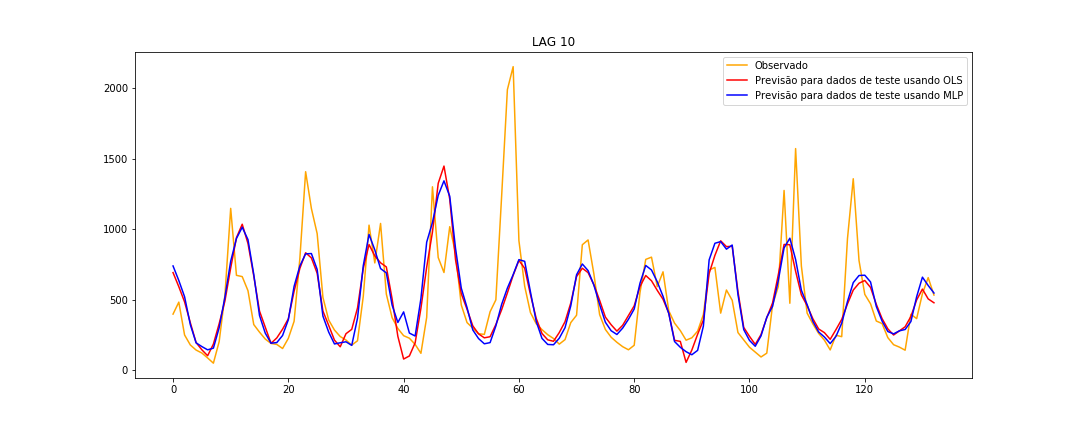 LAG 10
Observado
Previsão para dados de teste usando OLS
Previsão para dados de teste usando MLP
2000
1500
1000
500
0
0 20 40 60 80 100 120